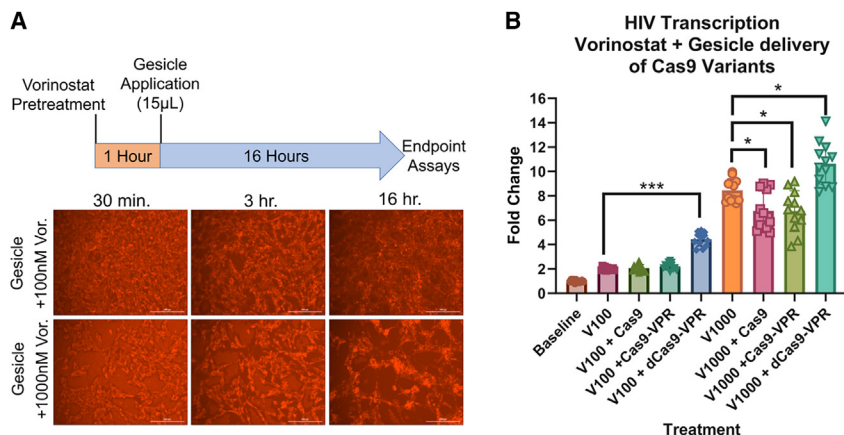 A
Vorinostat
Pretreatment
Gesicle
Application
(15µL)
1 Hour
16 Hours
Endpoint
Assays
30 min.
3 hr.
16 hr.
Gesicle
+100nM Vor.
Gesicle
+1000nM Vor.
B
HIV Transcription
Vorinostat + Gesicle delivery
of Cas9 Variants
Fold Change
16
14
12
10
8
6
4
2
0
***
*
*
*
Baseline
V100
V100 + Cas9
V100 +Cas9-VPR
V100 + dCas9-VPR
V1000
V1000 + Cas9
V1000 +Cas9-VPR
V1000 + dCas9-VPR
Treatment